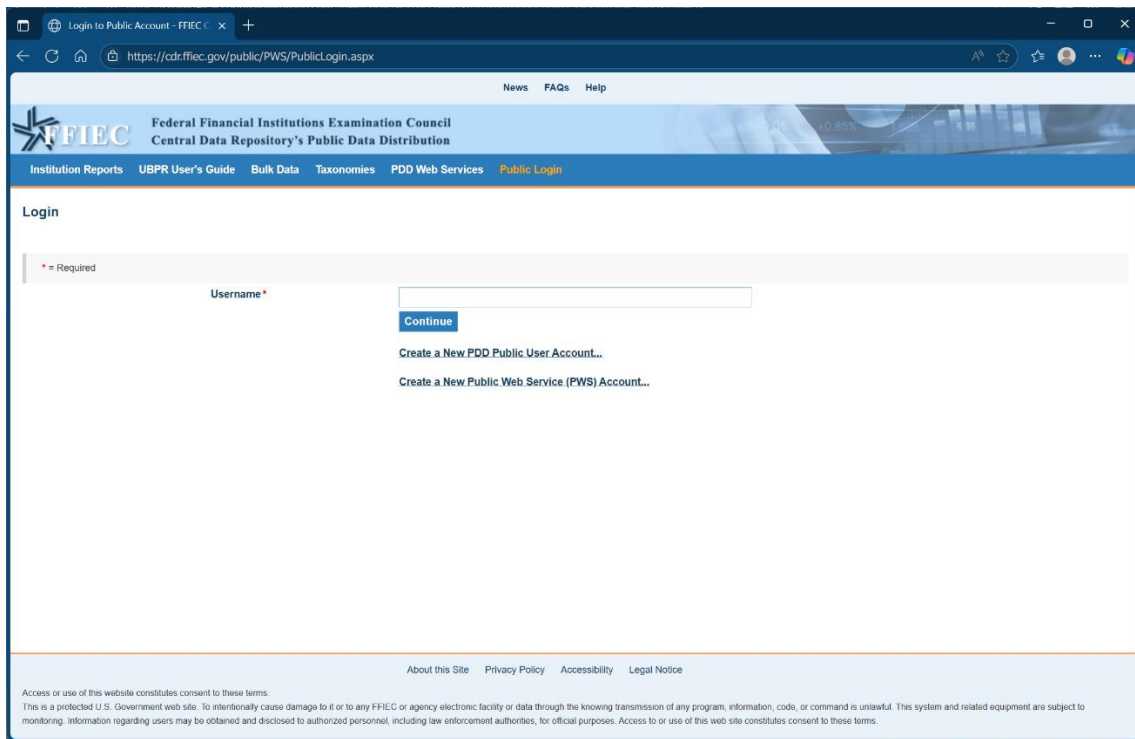 Login to Public Account - FFIEC C
https://cdr.ffiec.gov/public/PWS/PublicLogin.aspx
News FAQs Help
FFIEC
Federal Financial Institutions Examination Council
Central Data Repository's Public Data Distribution
+0.85%
Institution Reports UBPR User's Guide Bulk Data Taxonomies PDD Web Services Public Login
Login
* = Required
Username*
Continue
Create a New PDD Public User Account...
Create a New Public Web Service (PWS) Account...
About this Site Privacy Policy Accessibility Legal Notice
Access or use of this website constitutes consent to these terms.
This is a protected U.S. Government web site. To intentionally cause damage to it or to any FFIEC or agency electronic facility or data through the knowing transmission of any program, information, code, or command is unlawful. This system and related equipment are subject to
monitoring. Information regarding users may be obtained and disclosed to authorized personnel, including law enforcement authorities, for official purposes. Access to or use of this web site constitutes consent to these terms.